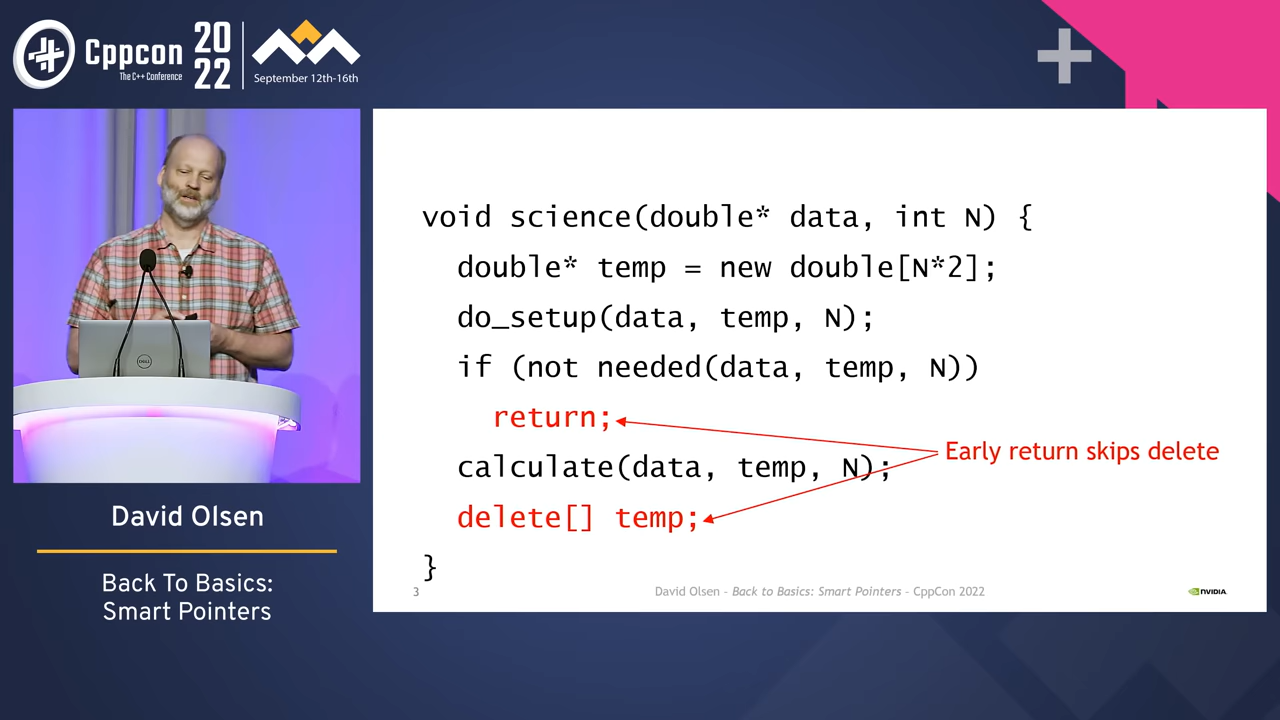 Cppcon
The C++ Conference
20
22
September 12th-16th
void science(double* data, int N) {
double* temp = new double[N*2];
do_setup(data, temp, N);
if (not needed(data, temp, N))
return;
calculate(data, temp, N);
delete[] temp;
}
Early return skips delete
3
David Olsen - Back to Basics: Smart Pointers - CppCon 2022
NVIDIA
DELL
David Olsen
Back To Basics:
Smart Pointers